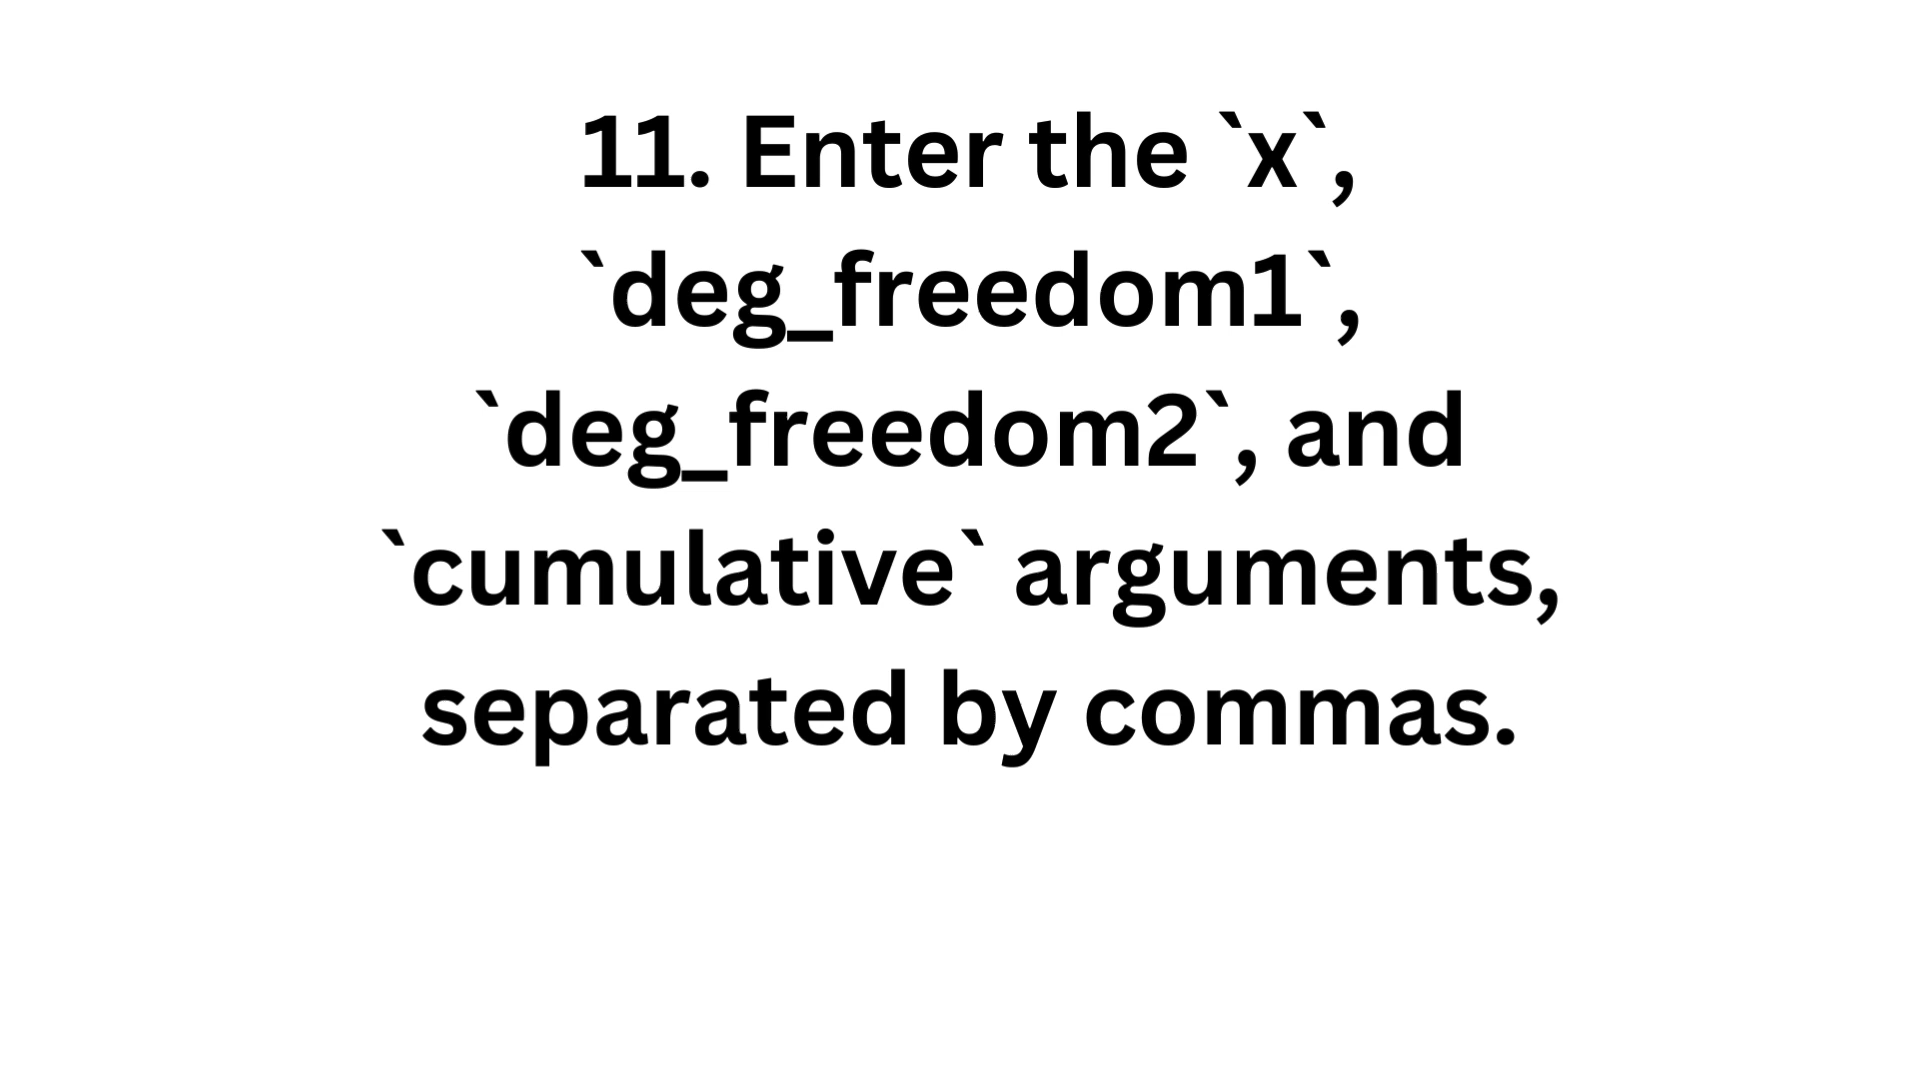 11. Enter the `x`,
`deg_freedom1`,
`deg_freedom2`, and
`cumulative` arguments,
separated by commas.